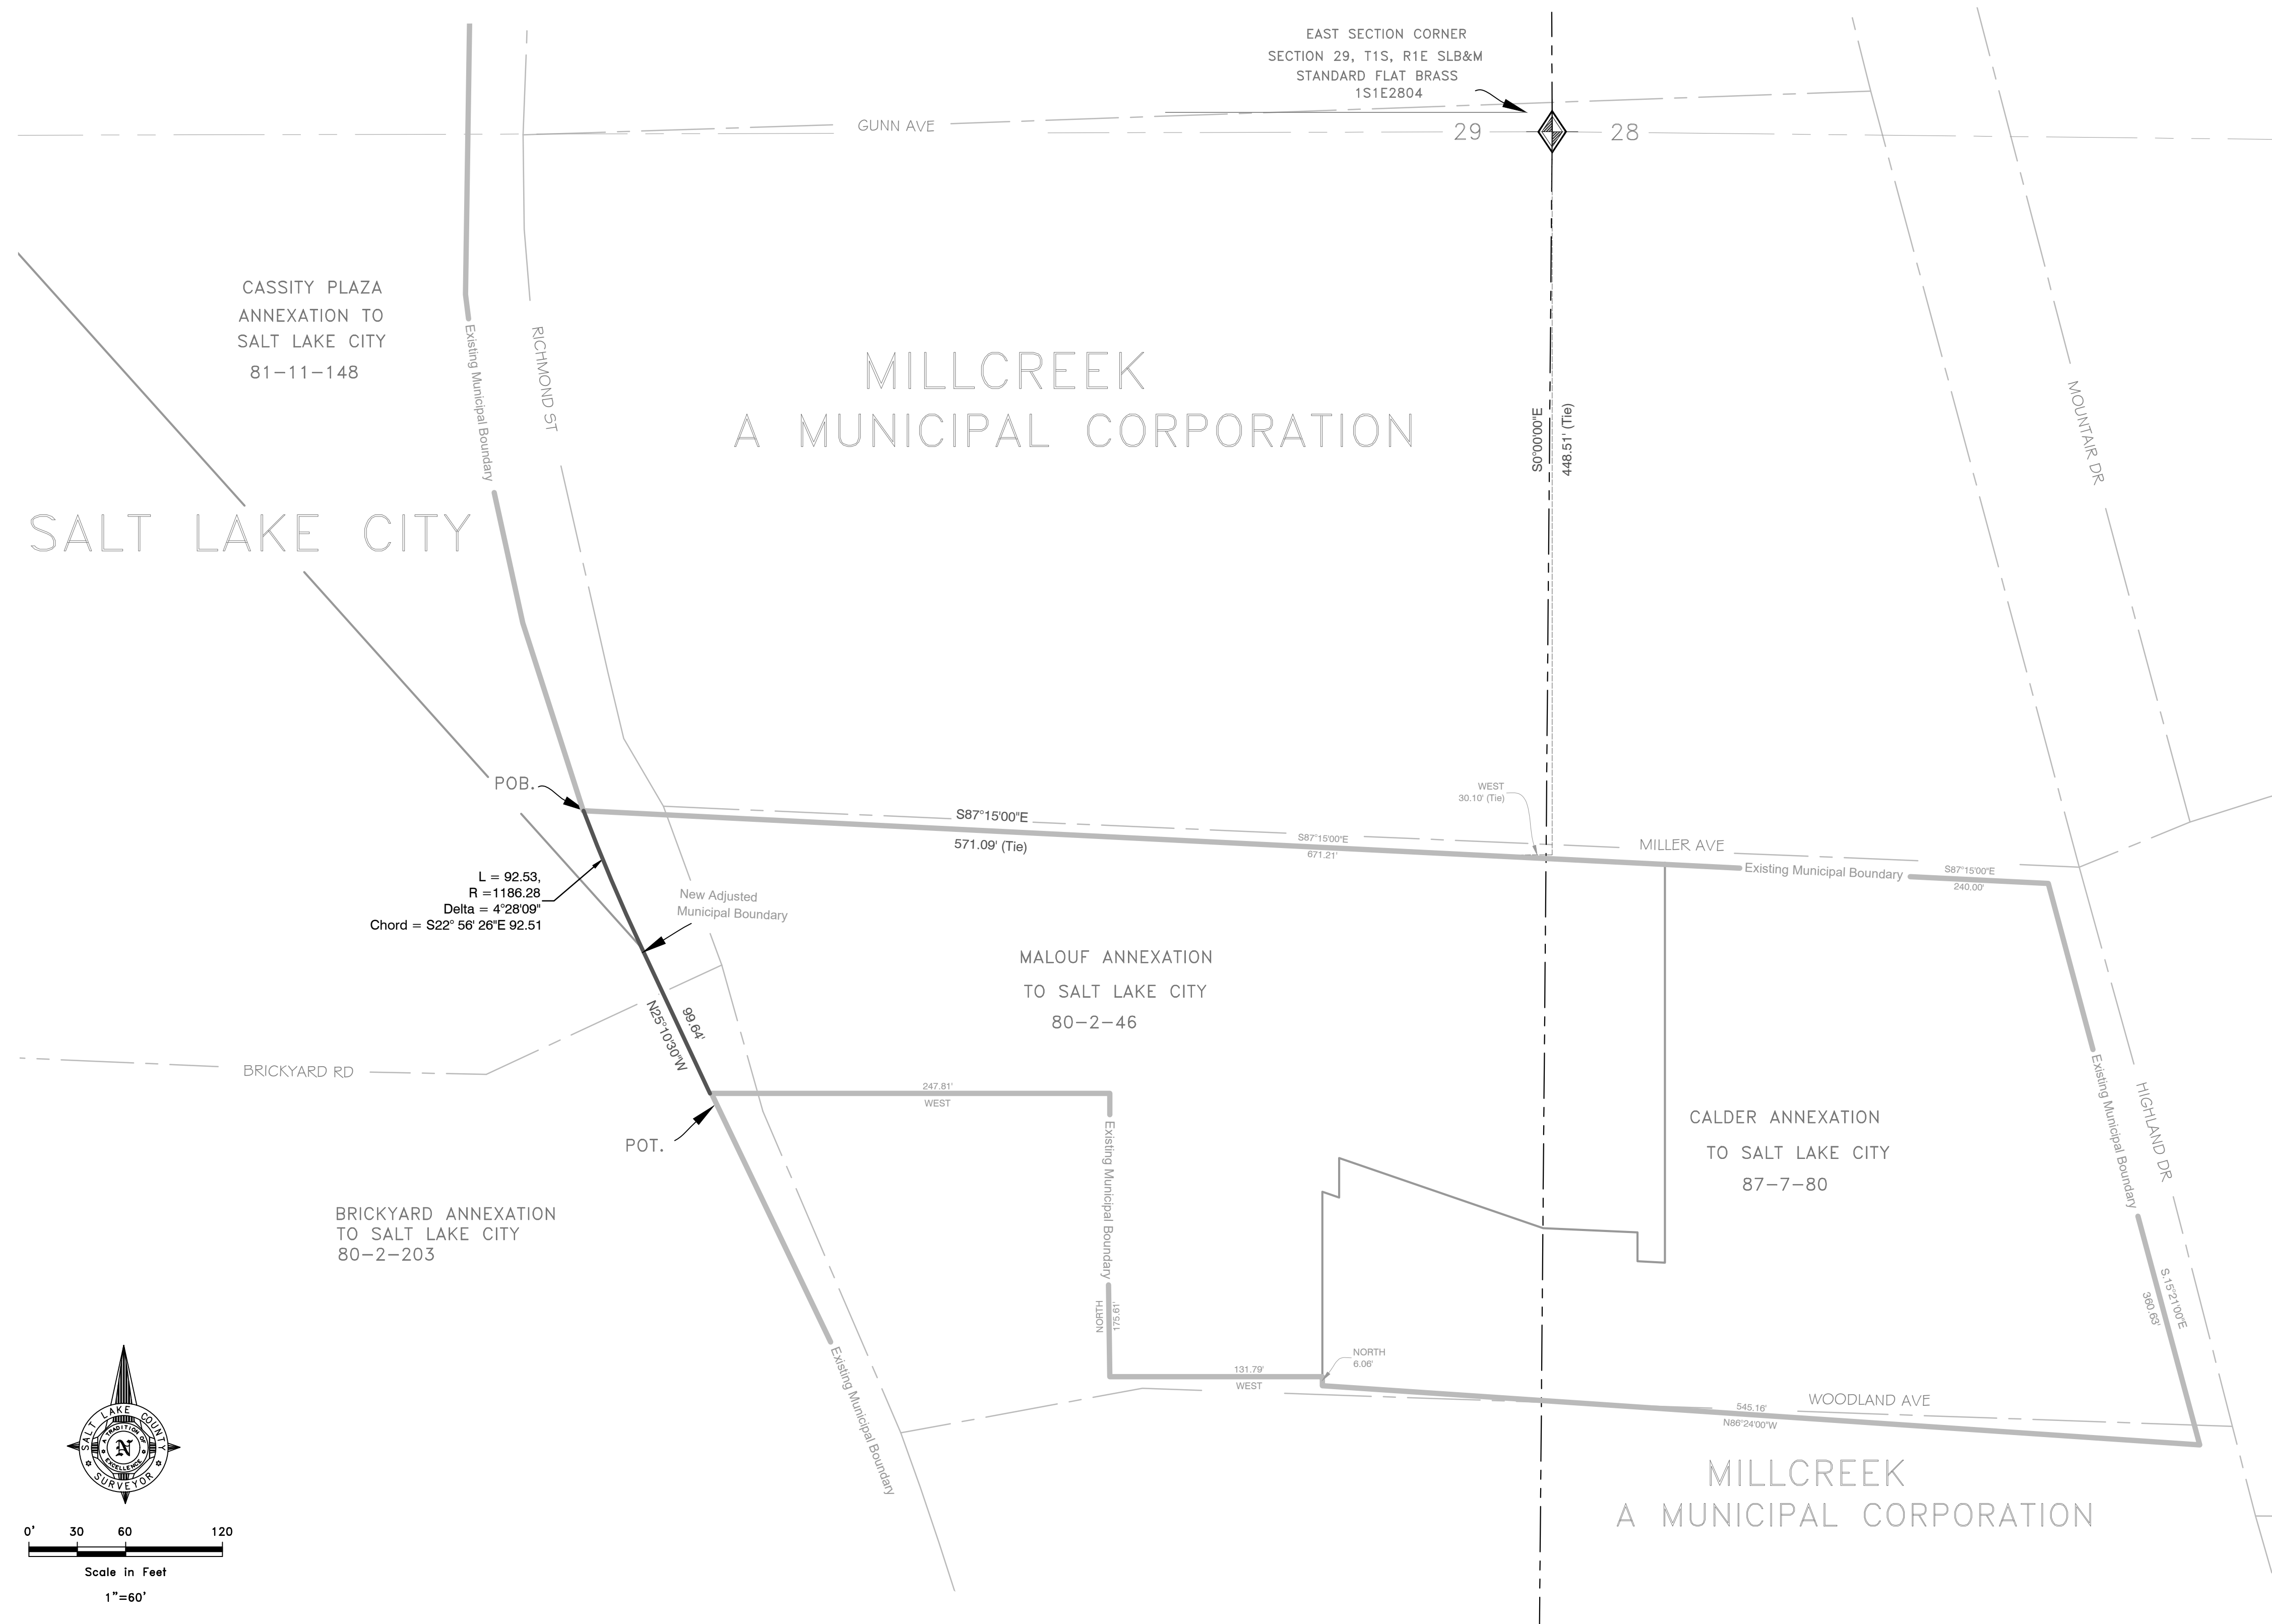 EAST SECTION CORNER
SECTION 29, T1S, R1E SLB&M
STANDARD FLAT BRASS
1S1E2804
GUNN AVE
29
28
CASSITY PLAZA
ANNEXATION TO
SALT LAKE CITY
81-11-148
Existing Municipal Boundary
RICHMOND ST
MILLCREEK
A MUNICIPAL CORPORATION
S0°00'00"E
448.51' (Tie)
MOUNTAIR DR
SALT LAKE CITY
POB.
WEST
30.10' (Tie)
S87°15'00"E
571.09' (Tie)
S87°15'00"E
671.21'
MILLER AVE
Existing Municipal Boundary
S87°15'00"E
240.00'
L = 92.53,
R =1186.28
Delta = 4°28'09"
Chord = S22° 56' 26"E 92.51
New Adjusted
Municipal Boundary
MALOUF ANNEXATION
TO SALT LAKE CITY
80-2-46
99.64'
N25°10'30"W
BRICKYARD RD
247.81'
WEST
POT.
Existing Municipal Boundary
CALDER ANNEXATION
TO SALT LAKE CITY
87-7-80
Existing Municipal Boundary
HIGHLAND DR
BRICKYARD ANNEXATION
TO SALT LAKE CITY
80-2-203
NORTH
175.61'
S.15°21'00"E
360.63'
NORTH
6.06'
131.79'
WEST
Existing Municipal Boundary
WOODLAND AVE
545.16'
N86°24'00"W
MILLCREEK
A MUNICIPAL CORPORATION
SALT LAKE COUNTY
SURVEYOR
A TRADITION OF
EXCELLENCE
N
0' 30 60 120
Scale in Feet
1"=60'